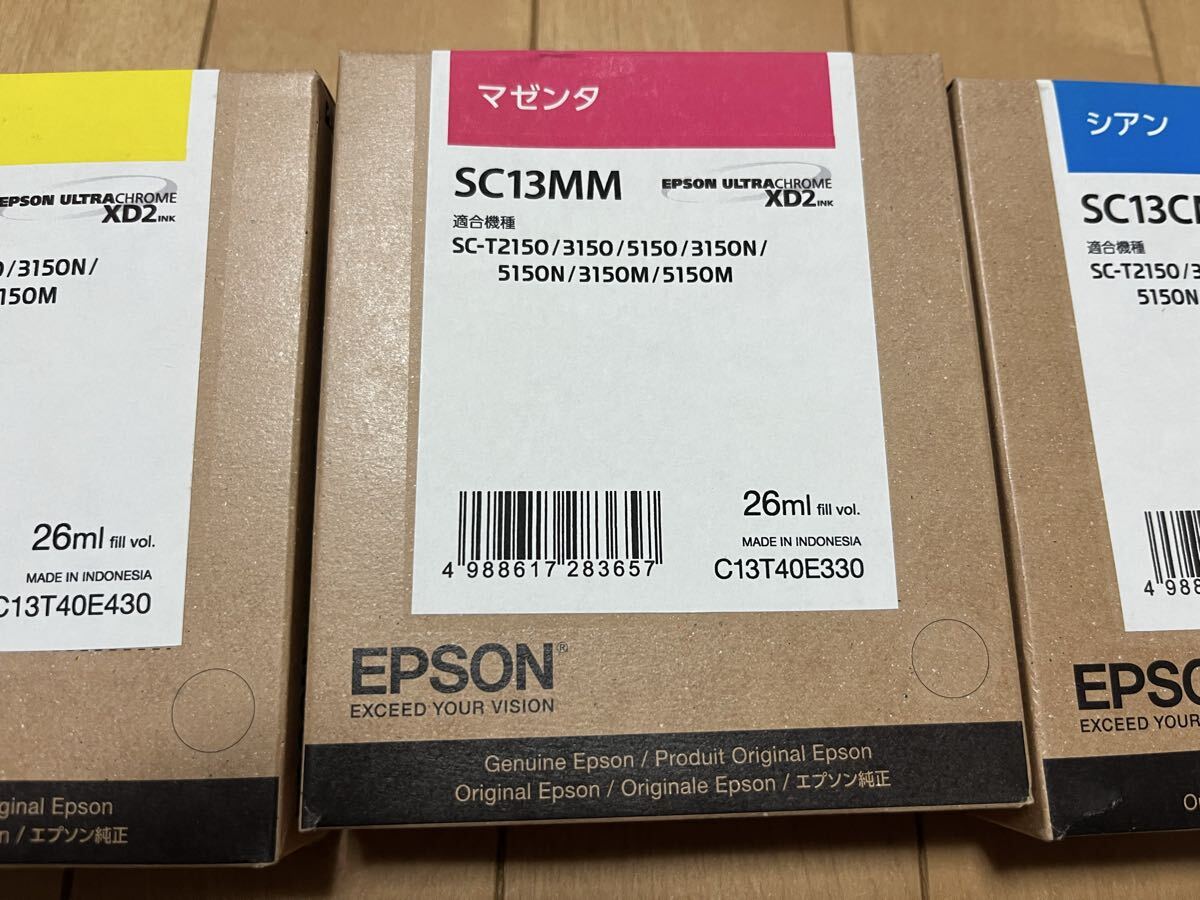 EPSON ULTRACHROME
XD2 INK
/3150N/
150M
26ml fill vol.
MADE IN INDONESIA
C13T40E430
ginal Epson
/ エプソン純正
マゼンタ
SC13MM
EPSON ULTRACHROME
XD2 INK
適合機種
SC-T2150/3150/5150/3150N/
5150N/3150M/5150M
4 988617 283657
26ml fill vol.
MADE IN INDONESIA
C13T40E330
EPSON®
EXCEED YOUR VISION
Genuine Epson / Produit Original Epson
Original Epson / Originale Epson / エプソン純正
シアン
SC13C
適合機種
SC-T2150/3
5150N
4 988
EPSO
EXCEED YOUR